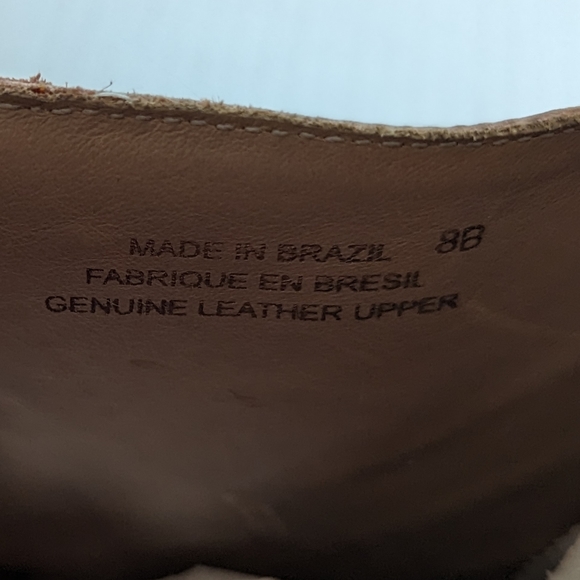 MADE IN BRAZIL 8B
FABRIQUE EN BRESIL
GENUINE LEATHER UPPER